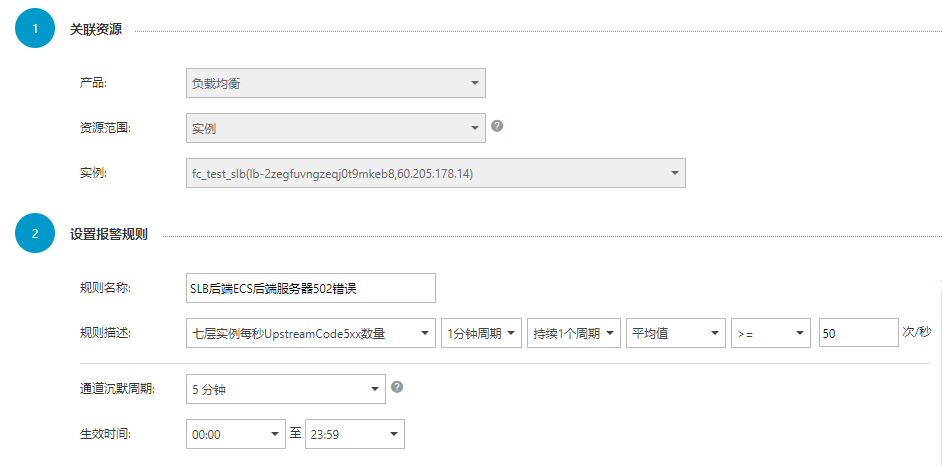 1 关联资源
产品: 负载均衡
资源范围: 实例 ?
实例: fc_test_slb(lb-2zegfuvngzeqj0t9mkeb8,60.205.178.14)
2 设置报警规则
规则名称: SLB后端ECS后端服务器502错误
规则描述: 七层实例每秒UpstreamCode5xx数量 1分钟周期 持续1个周期 平均值 >= 50 次/秒
通道沉默周期: 5 分钟 ?
生效时间: 00:00 至 23:59